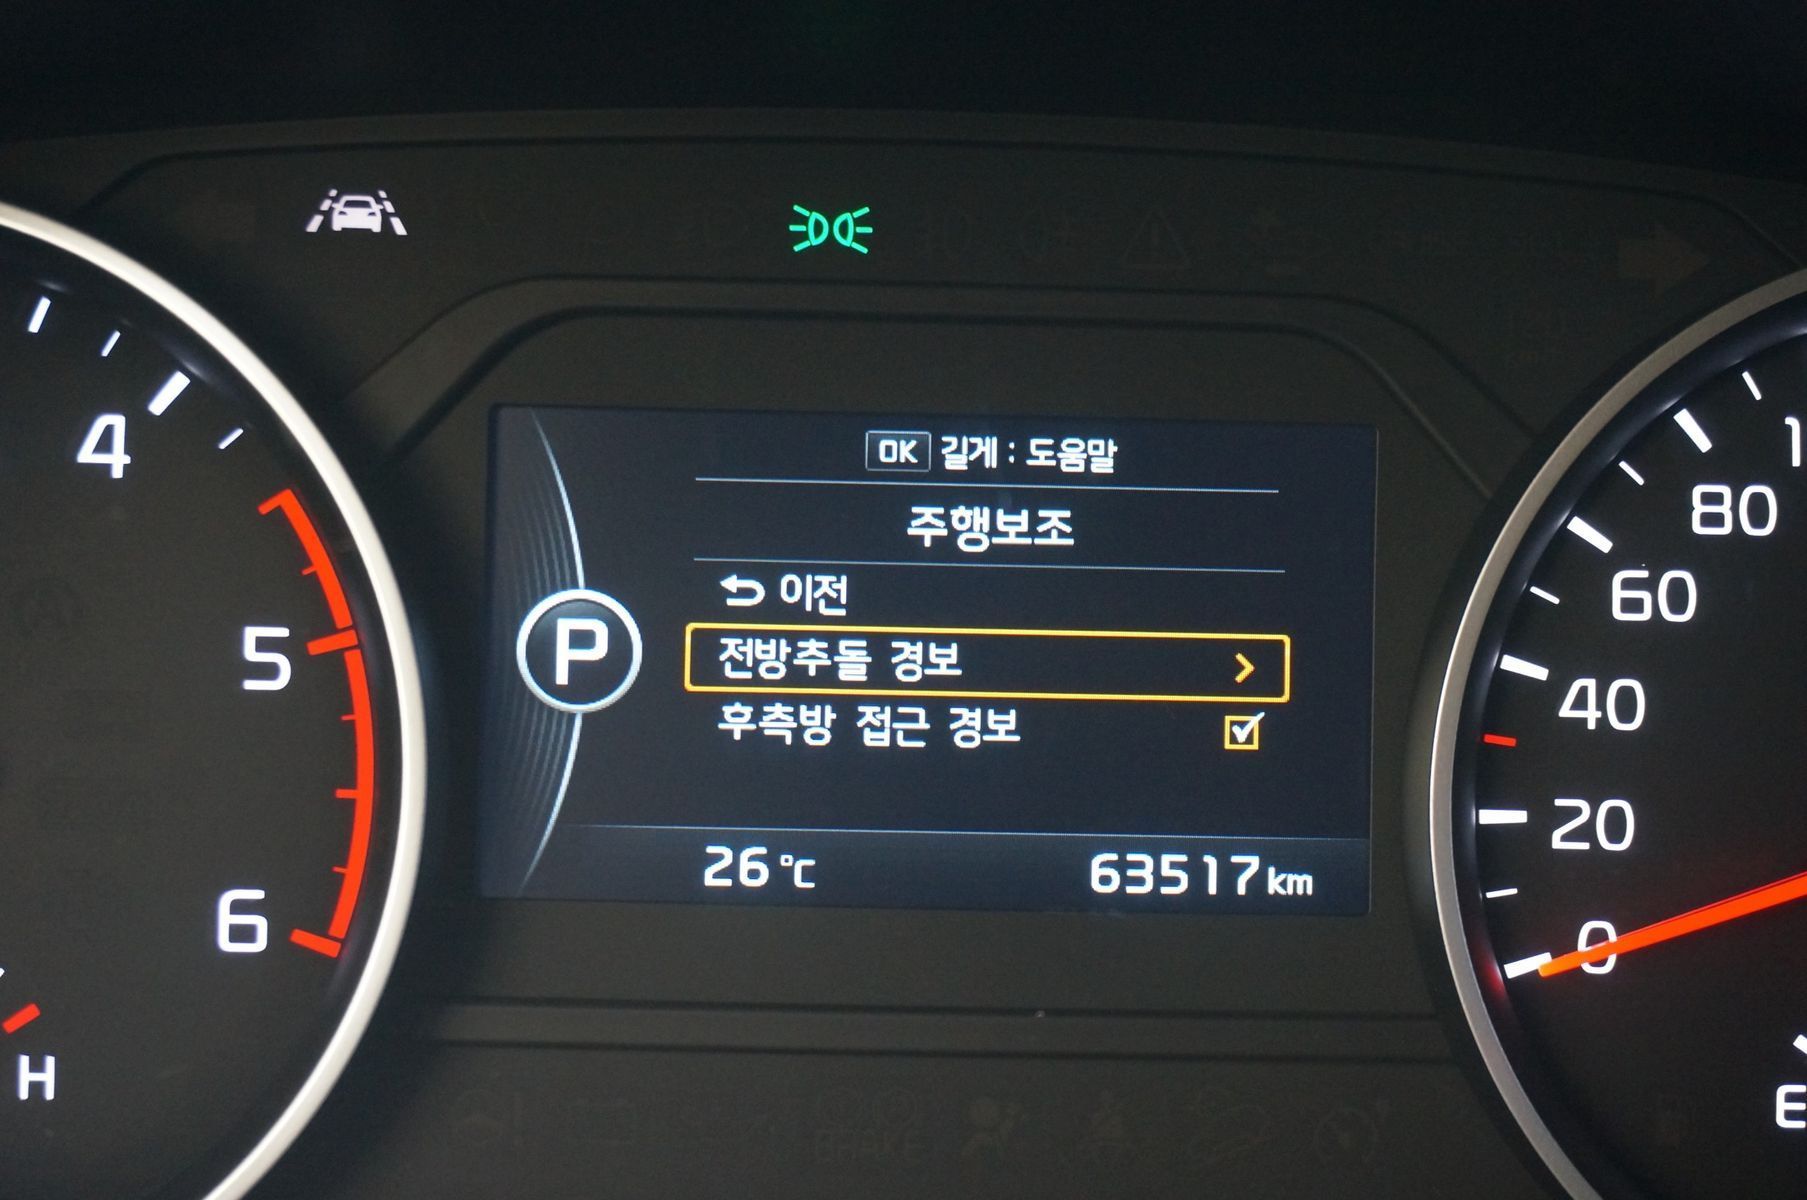 OK 길게 : 도움말
주행보조
이전
전방추돌 경보
후측방 접근 경보
P
26 °C
63517 km
4
5
6
H
80
60
40
20
0
E
BRAKE